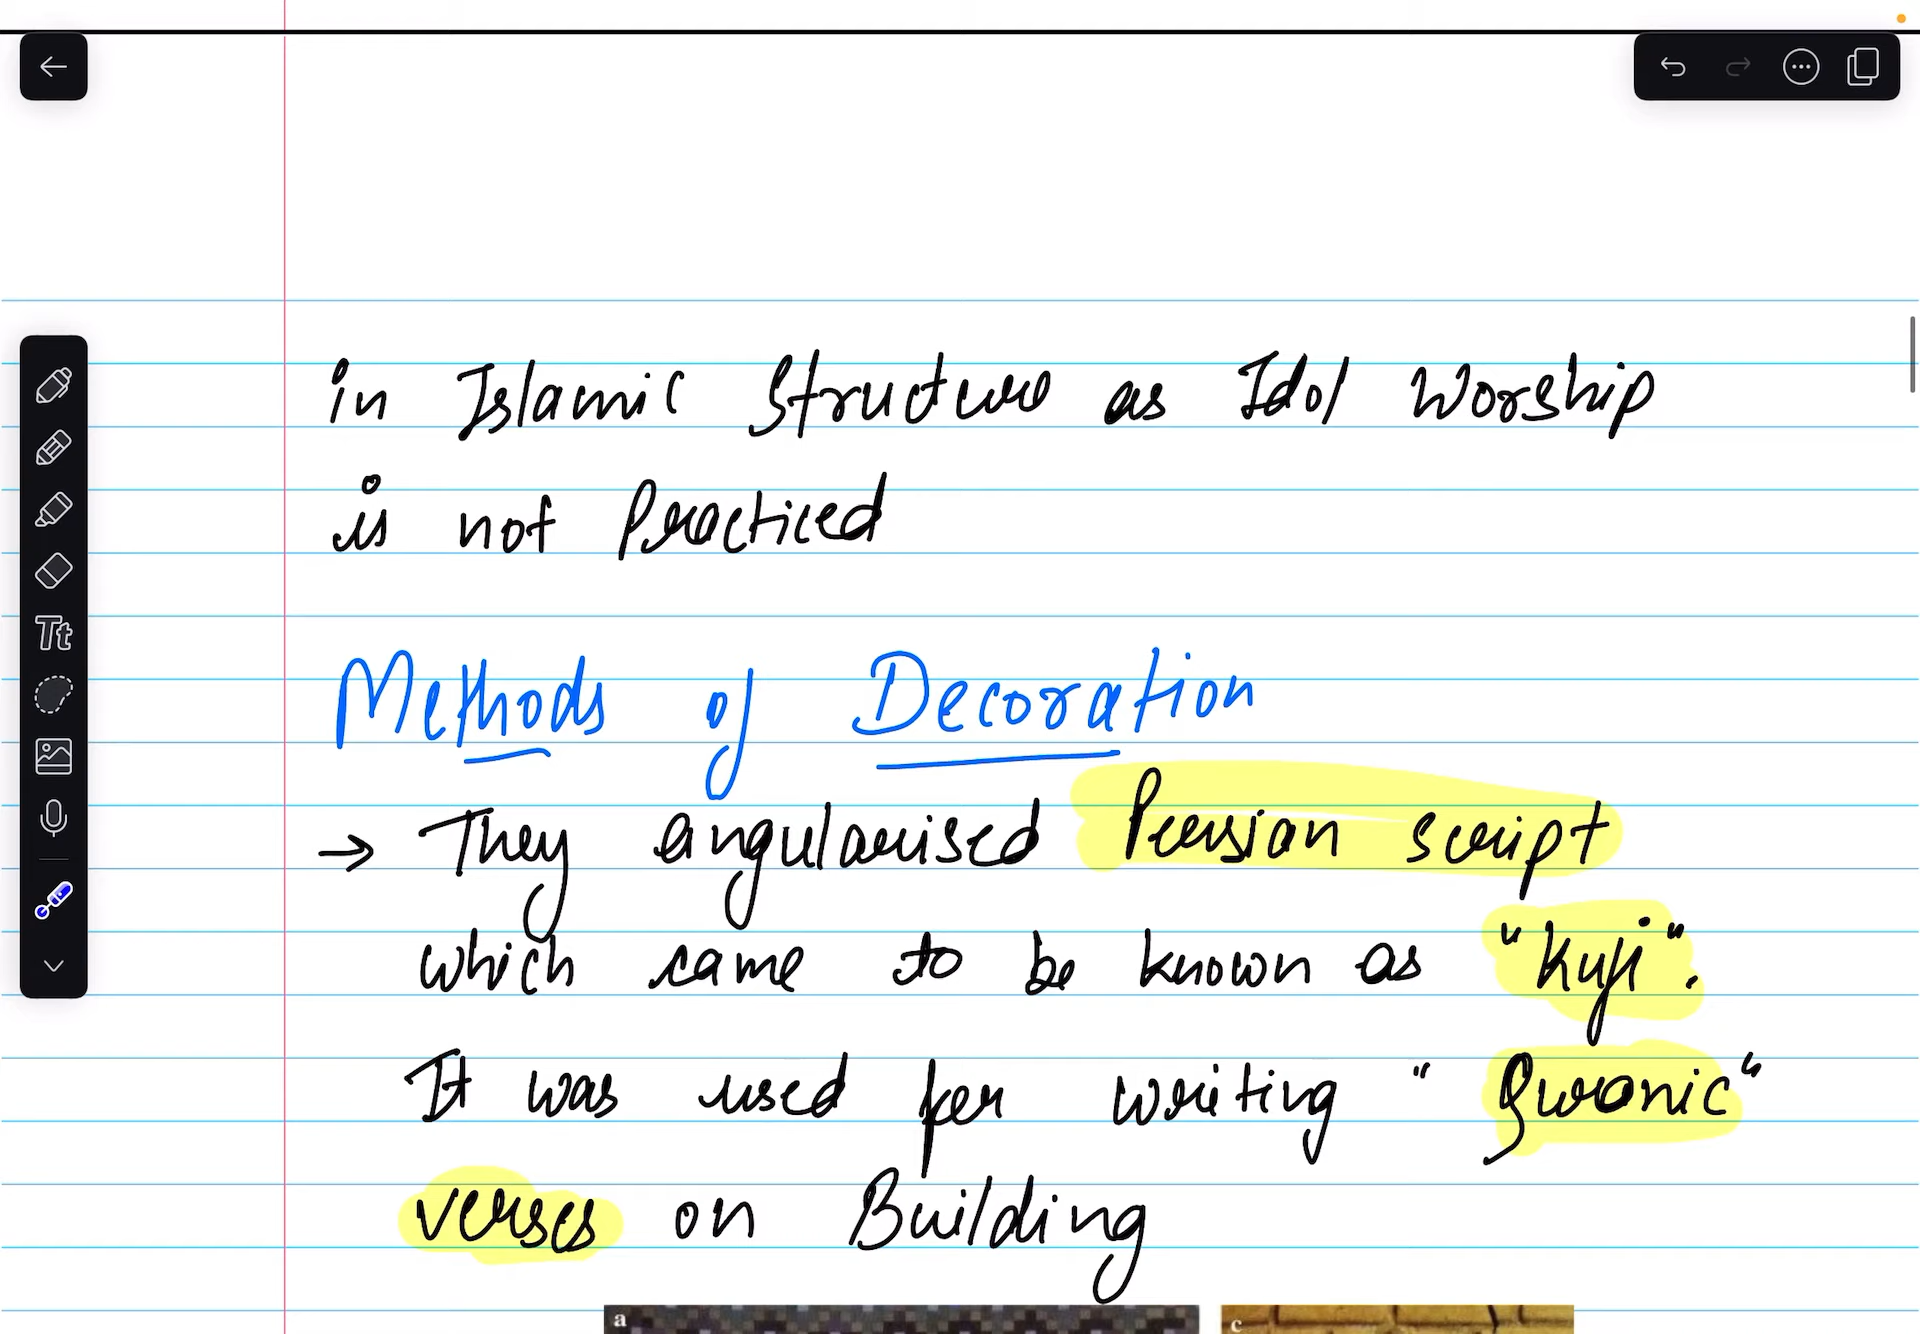 in Islamic Structure as Idol Worship
is not Practiced
Methods of Decoration
→ They angularised Persian script
which came to be known as "Kufi".
It was used for writing "Quranic"
verses on Building
a
c
Tt